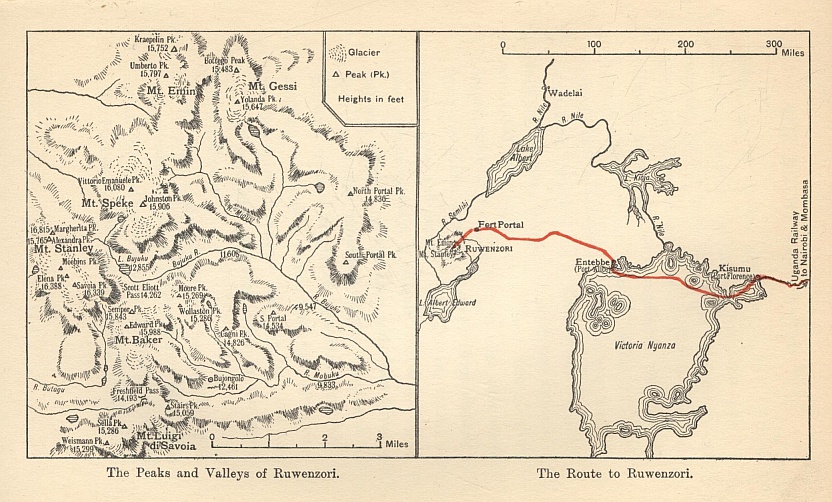 Kraepelin Pk.
15,752
Umberto Pk.
15,797
Mt. Emin
Bottego Peak
15,483
Mt. Gessi
Yolanda Pk.
15,647
Glacier
Peak (Pk.)
Heights in feet
Vittorio Emanuele Pk.
16,080
Mt. Speke
Johnston Pk.
15,906
North Portal Pk.
14,836
16,815 Margherita Pk.
Alexandra Pk.
Mt. Stanley
Moebius Pk.
Elena Pk.
16,388
Savoia Pk.
16,339
L. Bujuku
12,855
Bujuku R.
11,608
South Portal Pk.
Scott Elliot
Pass 14,262
Moore Pk.
15,269
Semper Pk.
15,843
Wollaston Pk.
15,286
Edward Pk.
15,988
Mt. Baker
Cagni Pk.
14,826
S. Portal
14,534
9,547
R. Butagu
Bujongolo
12,461
R. Mobuku
9,833
Freshfield Pass
14,193
Stairs Pk.
15,059
Sella Pk.
15,286
Weismann Pk.
15,299
Mt. Luigi
di Savoia
0 1 2 3 Miles
The Peaks and Valleys of Ruwenzori.
0 100 200 300
Miles
Wadelai
R. Nile
R. Nile
Lake
Albert
R. Semliki
R. Nile
Fort Portal
Mt. Emin
Mt. Stanley
RUWENZORI
L. Albert Edward
Entebbe
(Port Alice)
Kisumu
(Port Florence)
Victoria Nyanza
Uganda Railway
to Nairobi & Mombasa
The Route to Ruwenzori.